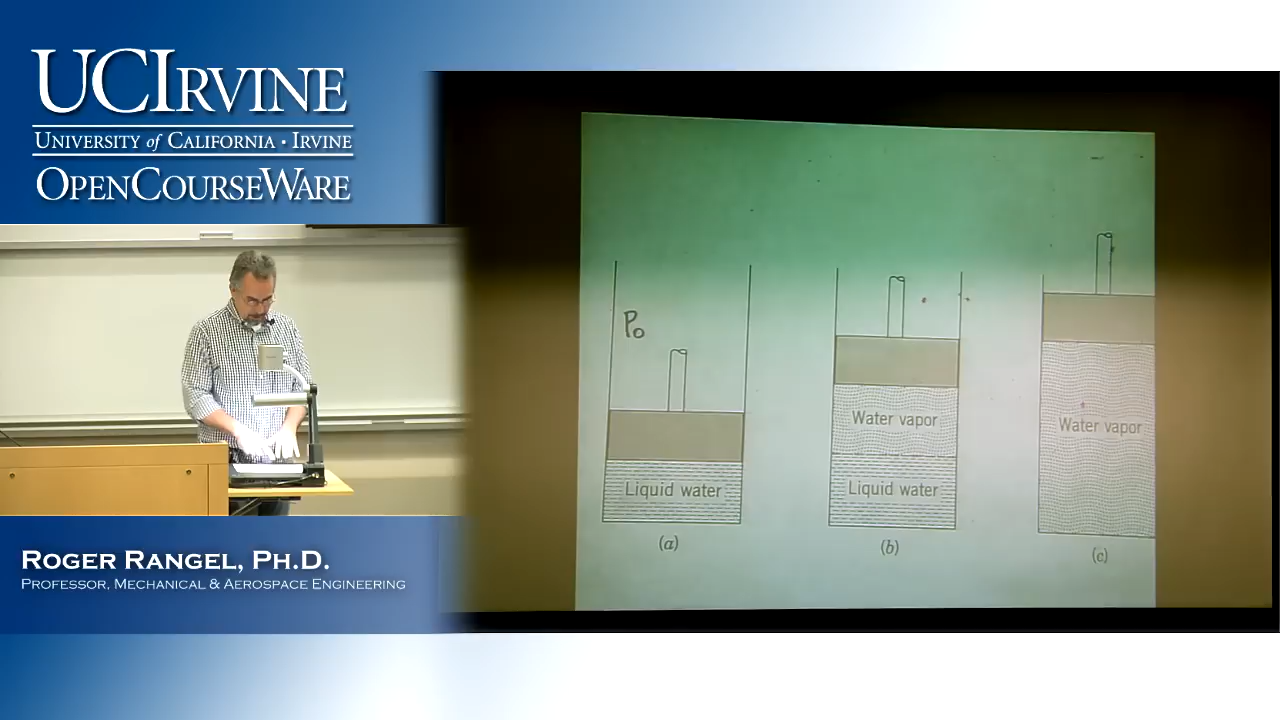 UCIRVINE
UNIVERSITY of CALIFORNIA · IRVINE
OPENCOURSEWARE
ROGER RANGEL, PH.D.
PROFESSOR, MECHANICAL & AEROSPACE ENGINEERING
P₀
Liquid water
(a)
Water vapor
Liquid water
(b)
Water vapor
(c)